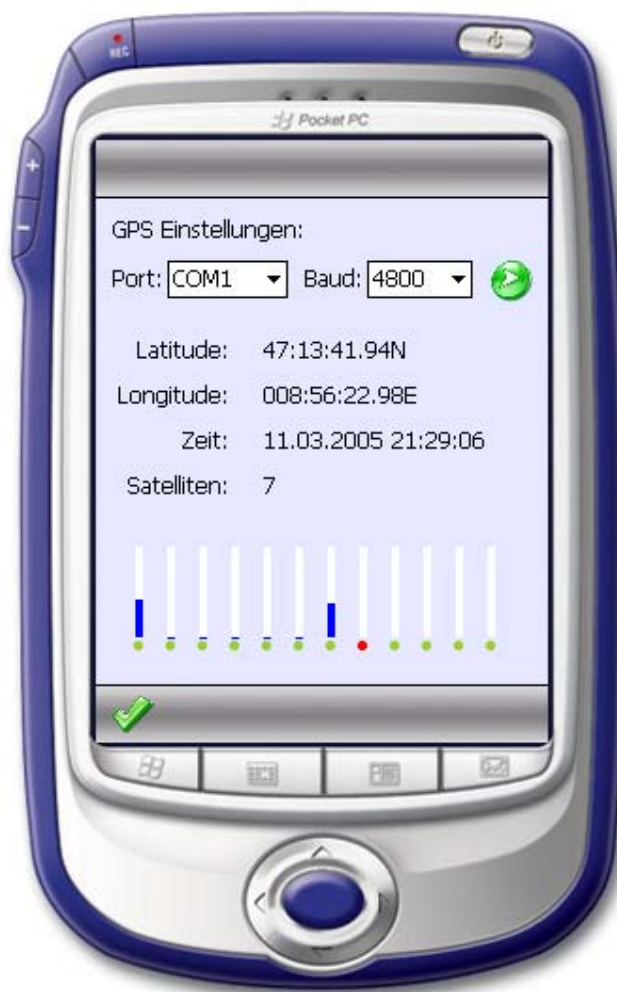 REC
Pocket PC
GPS Einstellungen:
Port: COM1 Baud: 4800
Latitude: 47:13:41.94N
Longitude: 008:56:22.98E
Zeit: 11.03.2005 21:29:06
Satelliten: 7